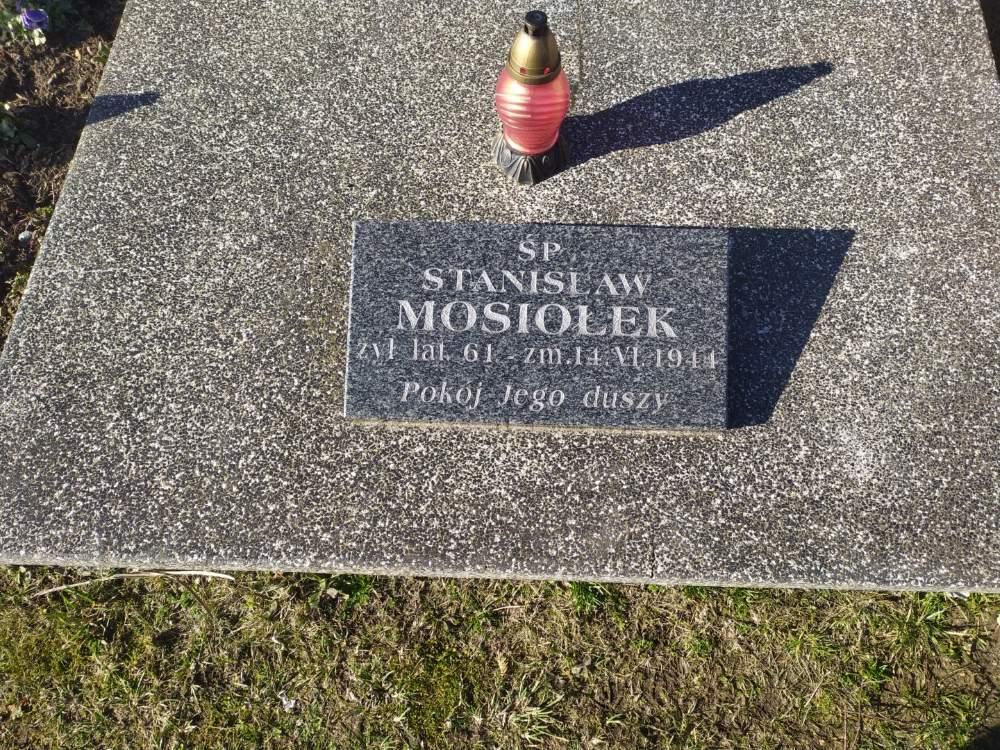 ŚP.
STANISŁAW
MOSIOŁEK
żył lat 61 - zm.14.VI.1944
Pokój Jego duszy